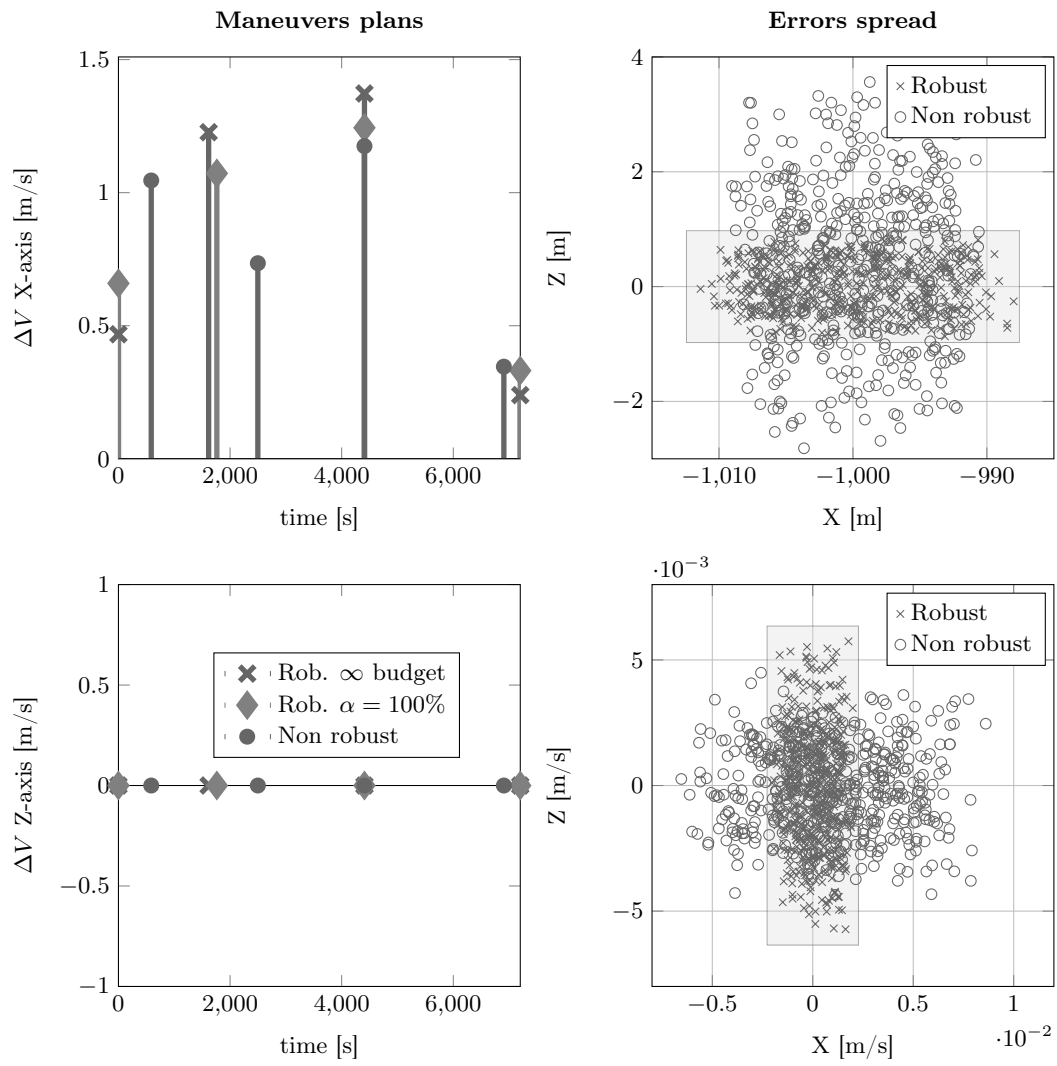 Maneuvers plans
Errors spread
1.5
1
0.5
0
ΔV X-axis [m/s]
0 2,000 4,000 6,000
time [s]
4
2
0
−2
Z [m]
× Robust
○ Non robust
−1,010 −1,000 −990
X [m]
1
0.5
0
−0.5
−1
ΔV Z-axis [m/s]
Rob. ∞ budget
Rob. α = 100%
Non robust
0 2,000 4,000 6,000
time [s]
·10⁻³
5
0
−5
Z [m/s]
× Robust
○ Non robust
−0.5 0 0.5 1
·10⁻²
X [m/s]